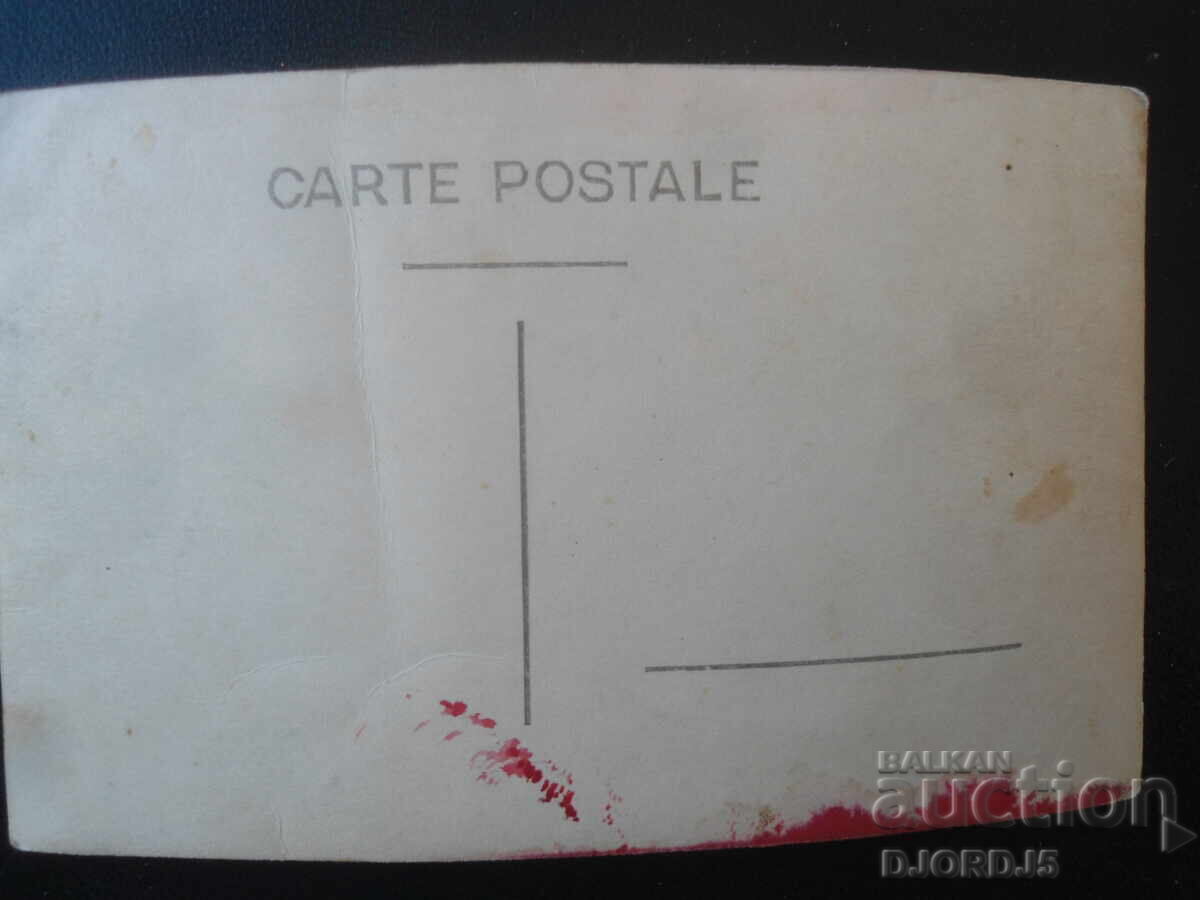 CARTE POSTALE
BALKAN
auction
DJORDJ5